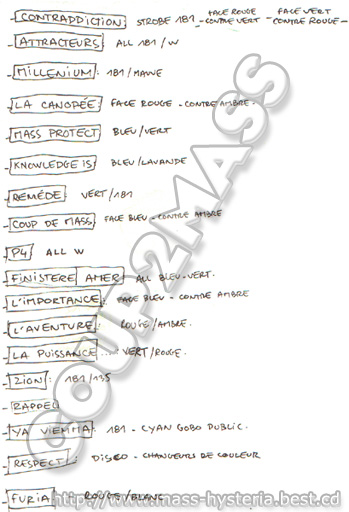 FACE ROUGE FACE VERT
- CONTRADDICTION : STROBE 181 - CONTRE VERT - CONTRE ROUGE -
- ATTRACTEURS : ALL 181 / W
- MILLENIUM : 181 / MAUVE
- LA CANOPÉE : FACE ROUGE - CONTRE AMBRE.
- MASS PROTECT BLEU / VERT
- KNOWLEDGE IS BLEU / LAVANDE
- REMÈDE : VERT / 181
- COUP DE MASS : FACE BLEU - CONTRE AMBRE
- P4 ALL W
- FINISTERE AMER ALL BLEU - VERT.
- L'IMPORTANCE : FACE BLEU - CONTRE AMBRE
- L'AVENTURE : ROUGE / AMBRE.
- LA PUISSANCE ..... VERT / ROUGE.
- ZION : 181 / 135
- RAPPEL
- YA VIEMMA : 181 - CYAN GOBO PUBLIC.
- RESPECT : DISCO - CHANGEURS DE COULEUR
- FURIA ROUGE / BLANC
COUP2MASS
http://www.mass-hysteria.best.cd